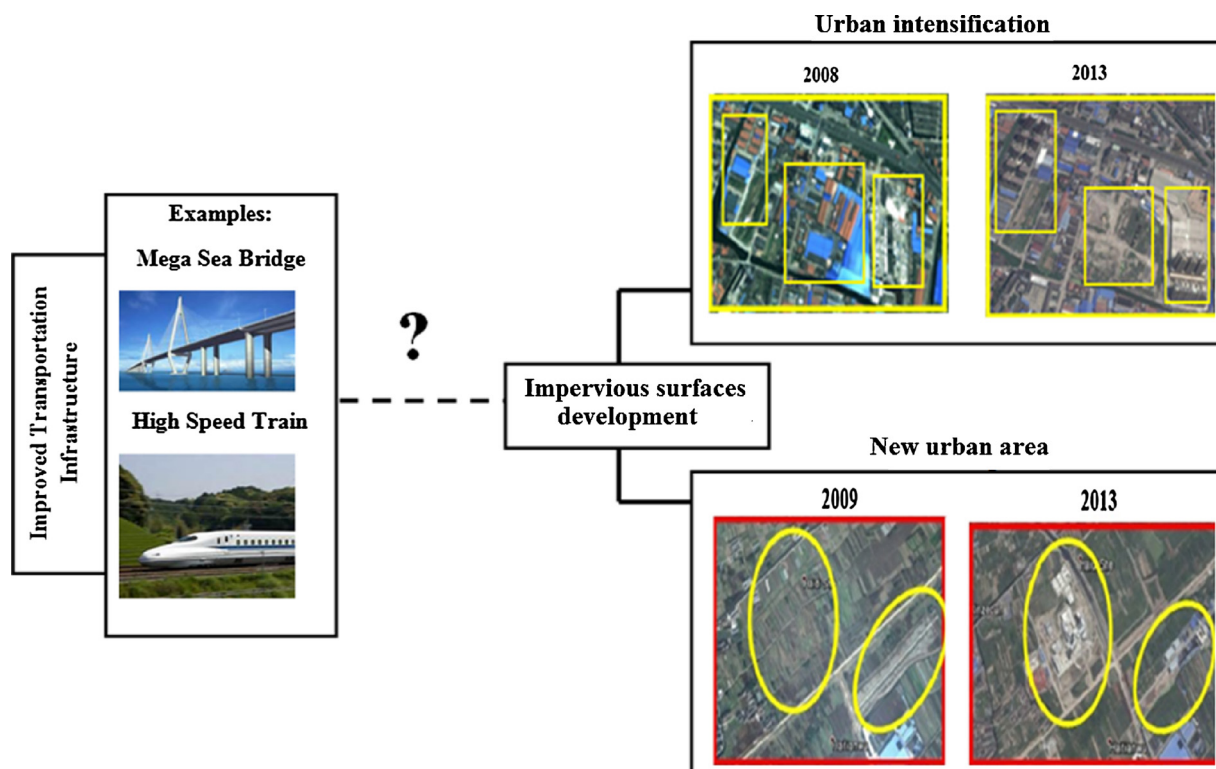 Urban intensification
2008
2013
Examples:
Mega Sea Bridge
Improved Transportation
Infrastructure
?
High Speed Train
Impervious surfaces
development
New urban area
2009
2013